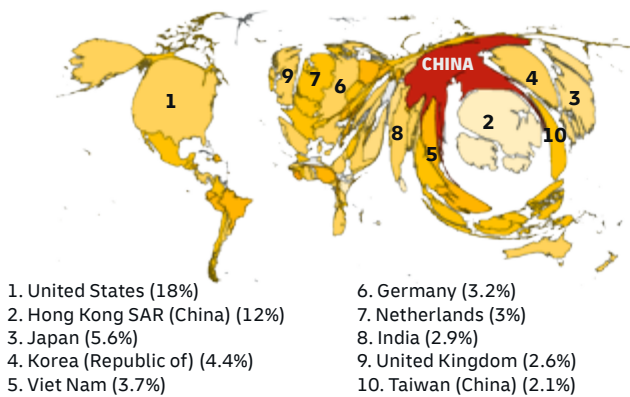 CHINA
1
2
3
4
5
6
7
8
9
10
1. United States (18%)
2. Hong Kong SAR (China) (12%)
3. Japan (5.6%)
4. Korea (Republic of) (4.4%)
5. Viet Nam (3.7%)
6. Germany (3.2%)
7. Netherlands (3%)
8. India (2.9%)
9. United Kingdom (2.6%)
10. Taiwan (China) (2.1%)